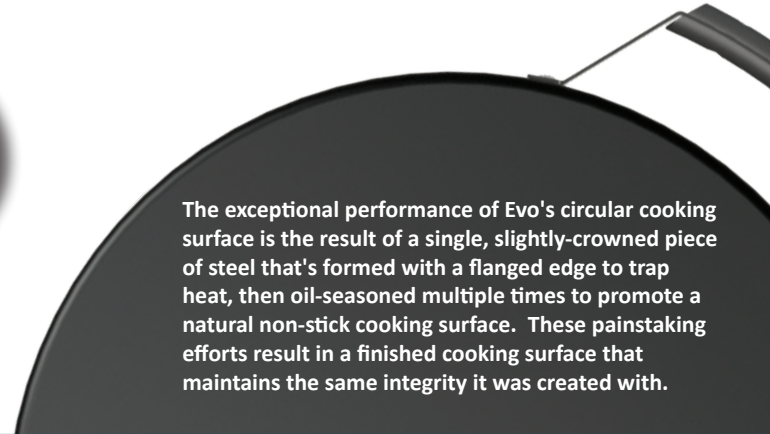 The exceptional performance of Evo's circular cooking
surface is the result of a single, slightly-crowned piece
of steel that's formed with a flanged edge to trap
heat, then oil-seasoned multiple times to promote a
natural non-stick cooking surface.  These painstaking
efforts result in a finished cooking surface that
maintains the same integrity it was created with.